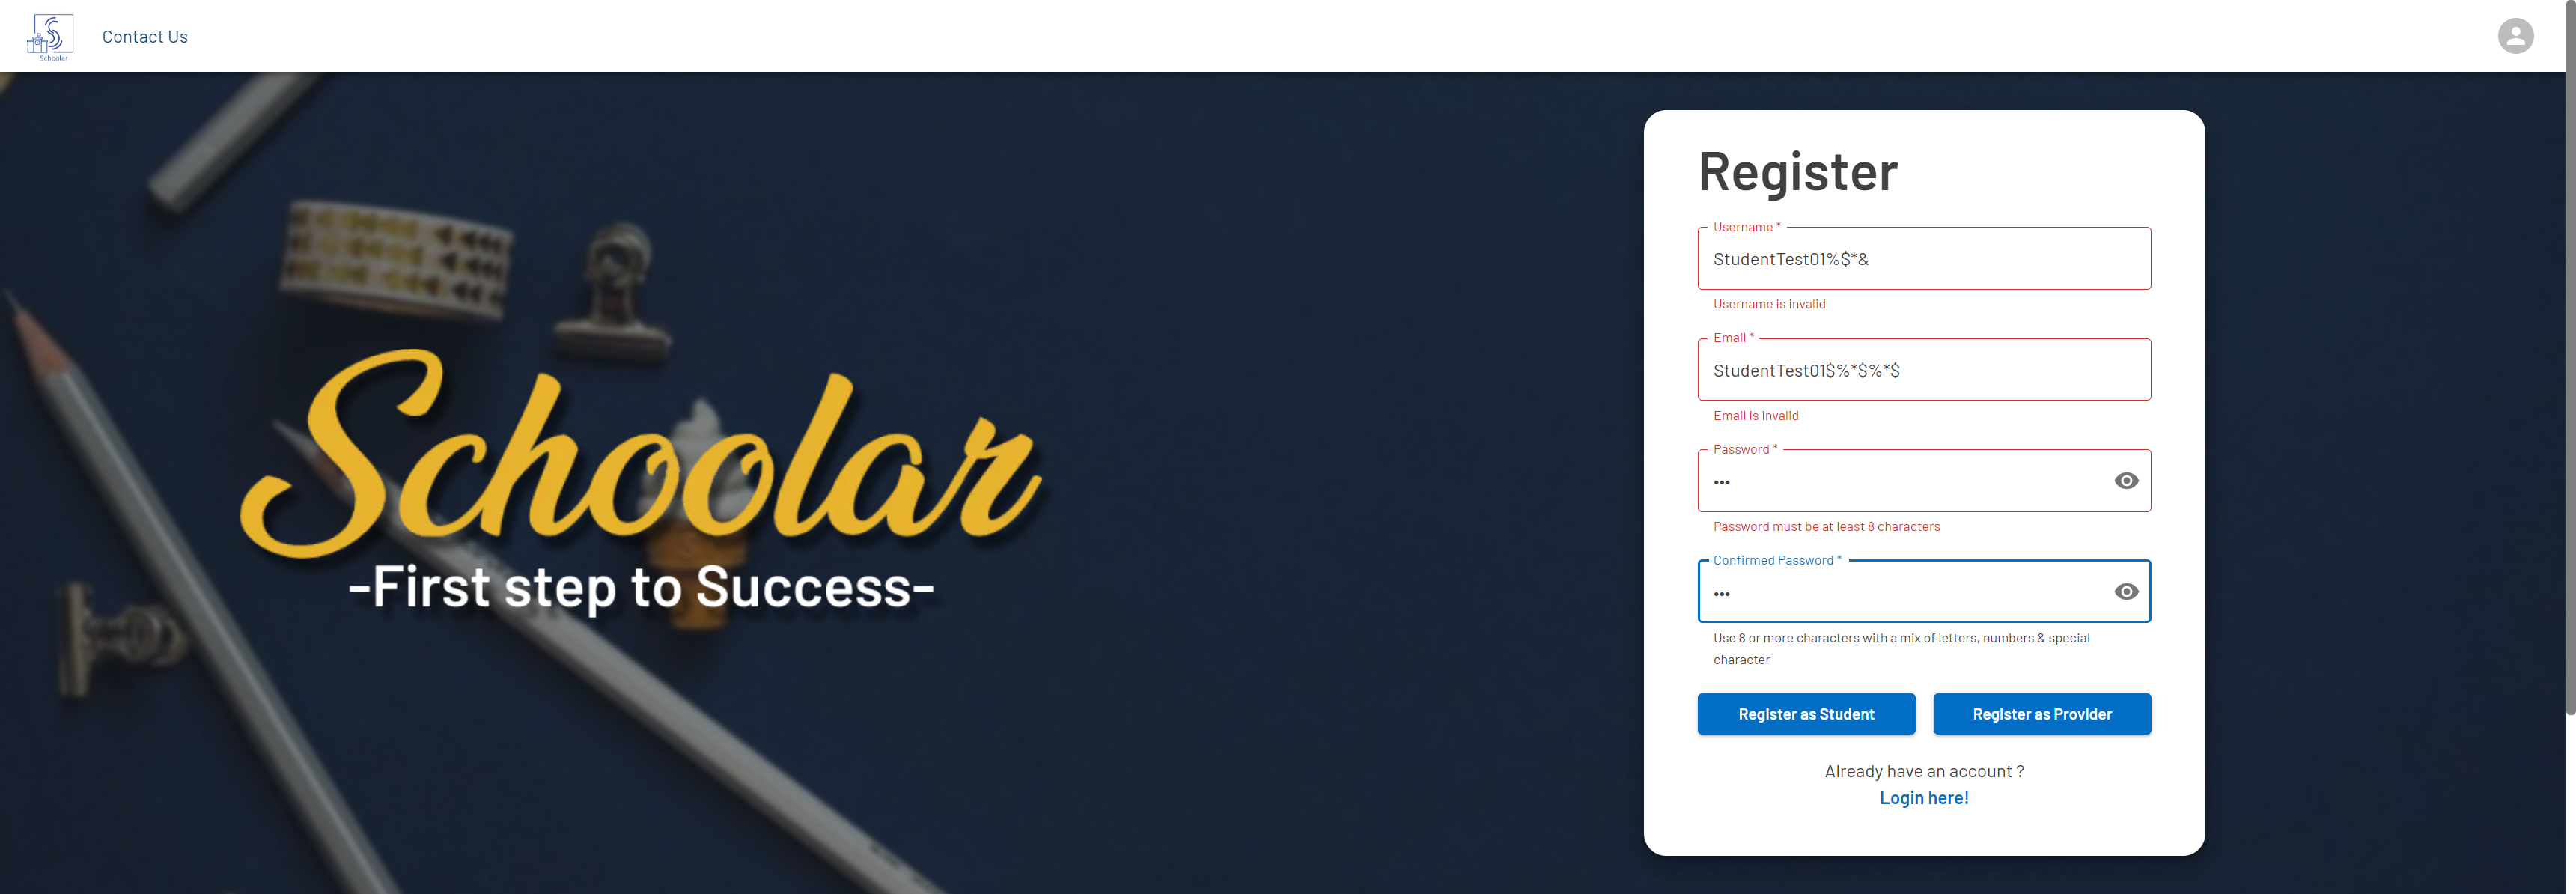 Schoolar
Contact Us
Schoolar
-First step to Success-
Register
Username *
StudentTest01%$*&
Username is invalid
Email *
StudentTest01$%*$%*$
Email is invalid
Password *
•••
Password must be at least 8 characters
Confirmed Password *
•••
Use 8 or more characters with a mix of letters, numbers & special
character
Register as Student
Register as Provider
Already have an account ?
Login here!